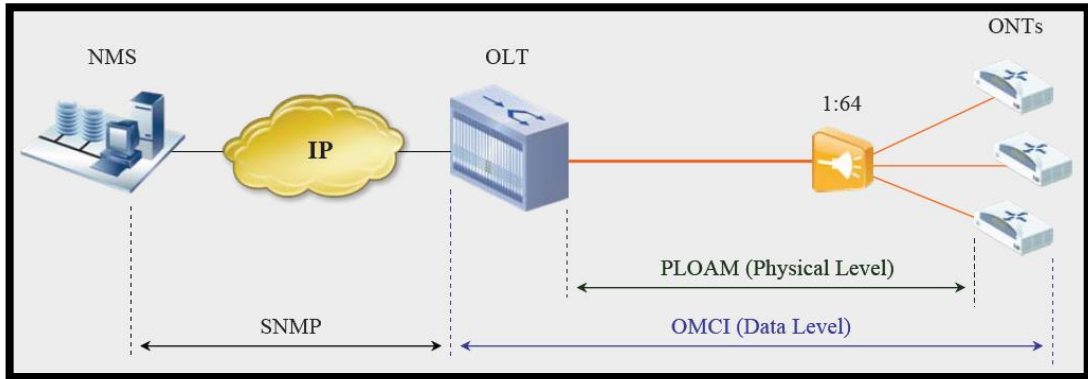 ONTs
NMS
OLT
1:64
IP
PLOAM (Physical Level)
SNMP
OMCI (Data Level)